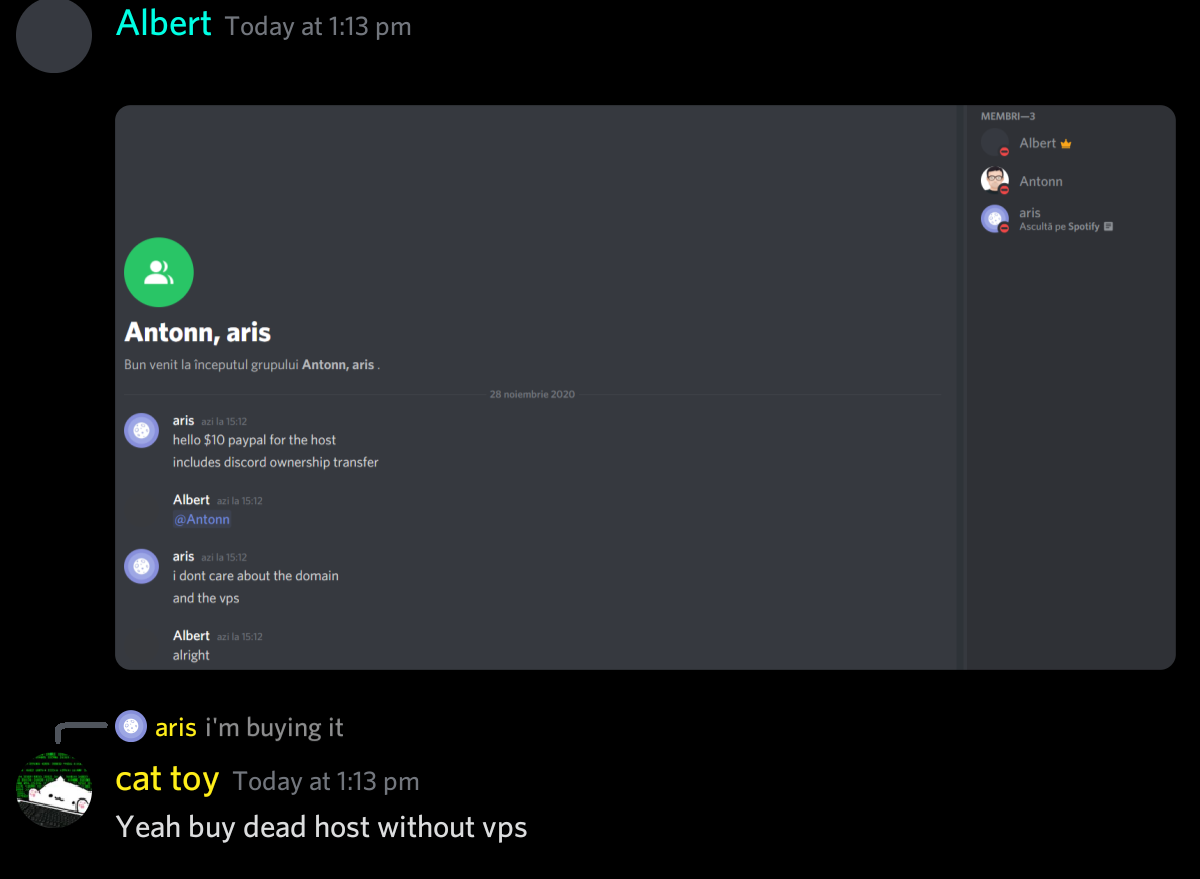 Albert Today at 1:13 pm
MEMBRI—3
Albert
Antonn
aris
Ascultă pe Spotify
Antonn, aris
Bun venit la începutul grupului Antonn, aris .
28 noiembrie 2020
aris azi la 15:12
hello $10 paypal for the host
includes discord ownership transfer
Albert azi la 15:12
@Antonn
aris azi la 15:12
i dont care about the domain
and the vps
Albert azi la 15:12
alright
aris i'm buying it
cat toy Today at 1:13 pm
Yeah buy dead host without vps